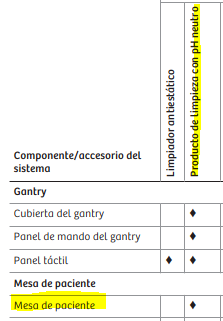 Limpiador antiestático
Producto de limpieza con pH neutro
Componente/accesorio del
sistema
Gantry
Cubierta del gantry ♦
Panel de mando del gantry ♦
Panel táctil ♦ ♦
Mesa de paciente
Mesa de paciente ♦